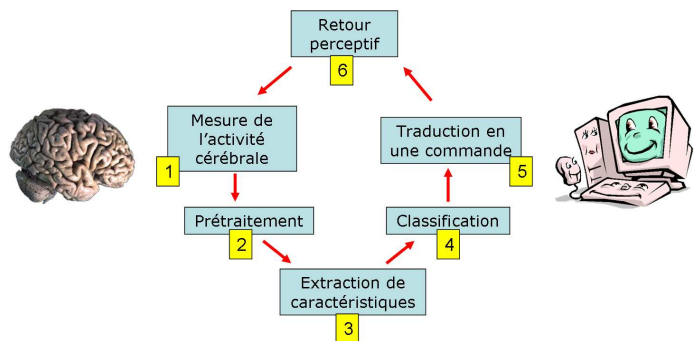 Retour
perceptif
6
Mesure de
l'activité
cérébrale
1
Traduction en
une commande
5
Prétraitement
2
Classification
4
Extraction de
caractéristiques
3